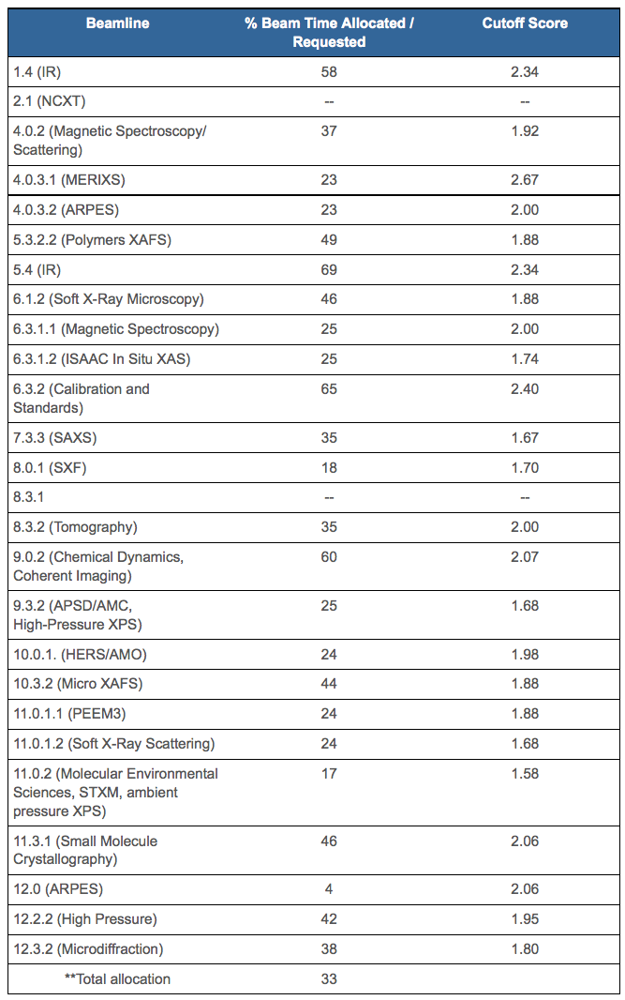 Beamline % Beam Time Allocated / Cutoff Score
Requested
1.4 (IR) 58 2.34
2.1 (NCXT) -- --
4.0.2 (Magnetic Spectroscopy/ 37 1.92
Scattering)
4.0.3.1 (MERIXS) 23 2.67
4.0.3.2 (ARPES) 23 2.00
5.3.2.2 (Polymers XAFS) 49 1.88
5.4 (IR) 69 2.34
6.1.2 (Soft X-Ray Microscopy) 46 1.88
6.3.1.1 (Magnetic Spectroscopy) 25 2.00
6.3.1.2 (ISAAC In Situ XAS) 25 1.74
6.3.2 (Calibration and 65 2.40
Standards)
7.3.3 (SAXS) 35 1.67
8.0.1 (SXF) 18 1.70
8.3.1 -- --
8.3.2 (Tomography) 35 2.00
9.0.2 (Chemical Dynamics, 60 2.07
Coherent Imaging)
9.3.2 (APSD/AMC, 25 1.68
High-Pressure XPS)
10.0.1. (HERS/AMO) 24 1.98
10.3.2 (Micro XAFS) 44 1.88
11.0.1.1 (PEEM3) 24 1.88
11.0.1.2 (Soft X-Ray Scattering) 24 1.68
11.0.2 (Molecular Environmental 17 1.58
Sciences, STXM, ambient
pressure XPS)
11.3.1 (Small Molecule 46 2.06
Crystallography)
12.0 (ARPES) 4 2.06
12.2.2 (High Pressure) 42 1.95
12.3.2 (Microdiffraction) 38 1.80
**Total allocation 33